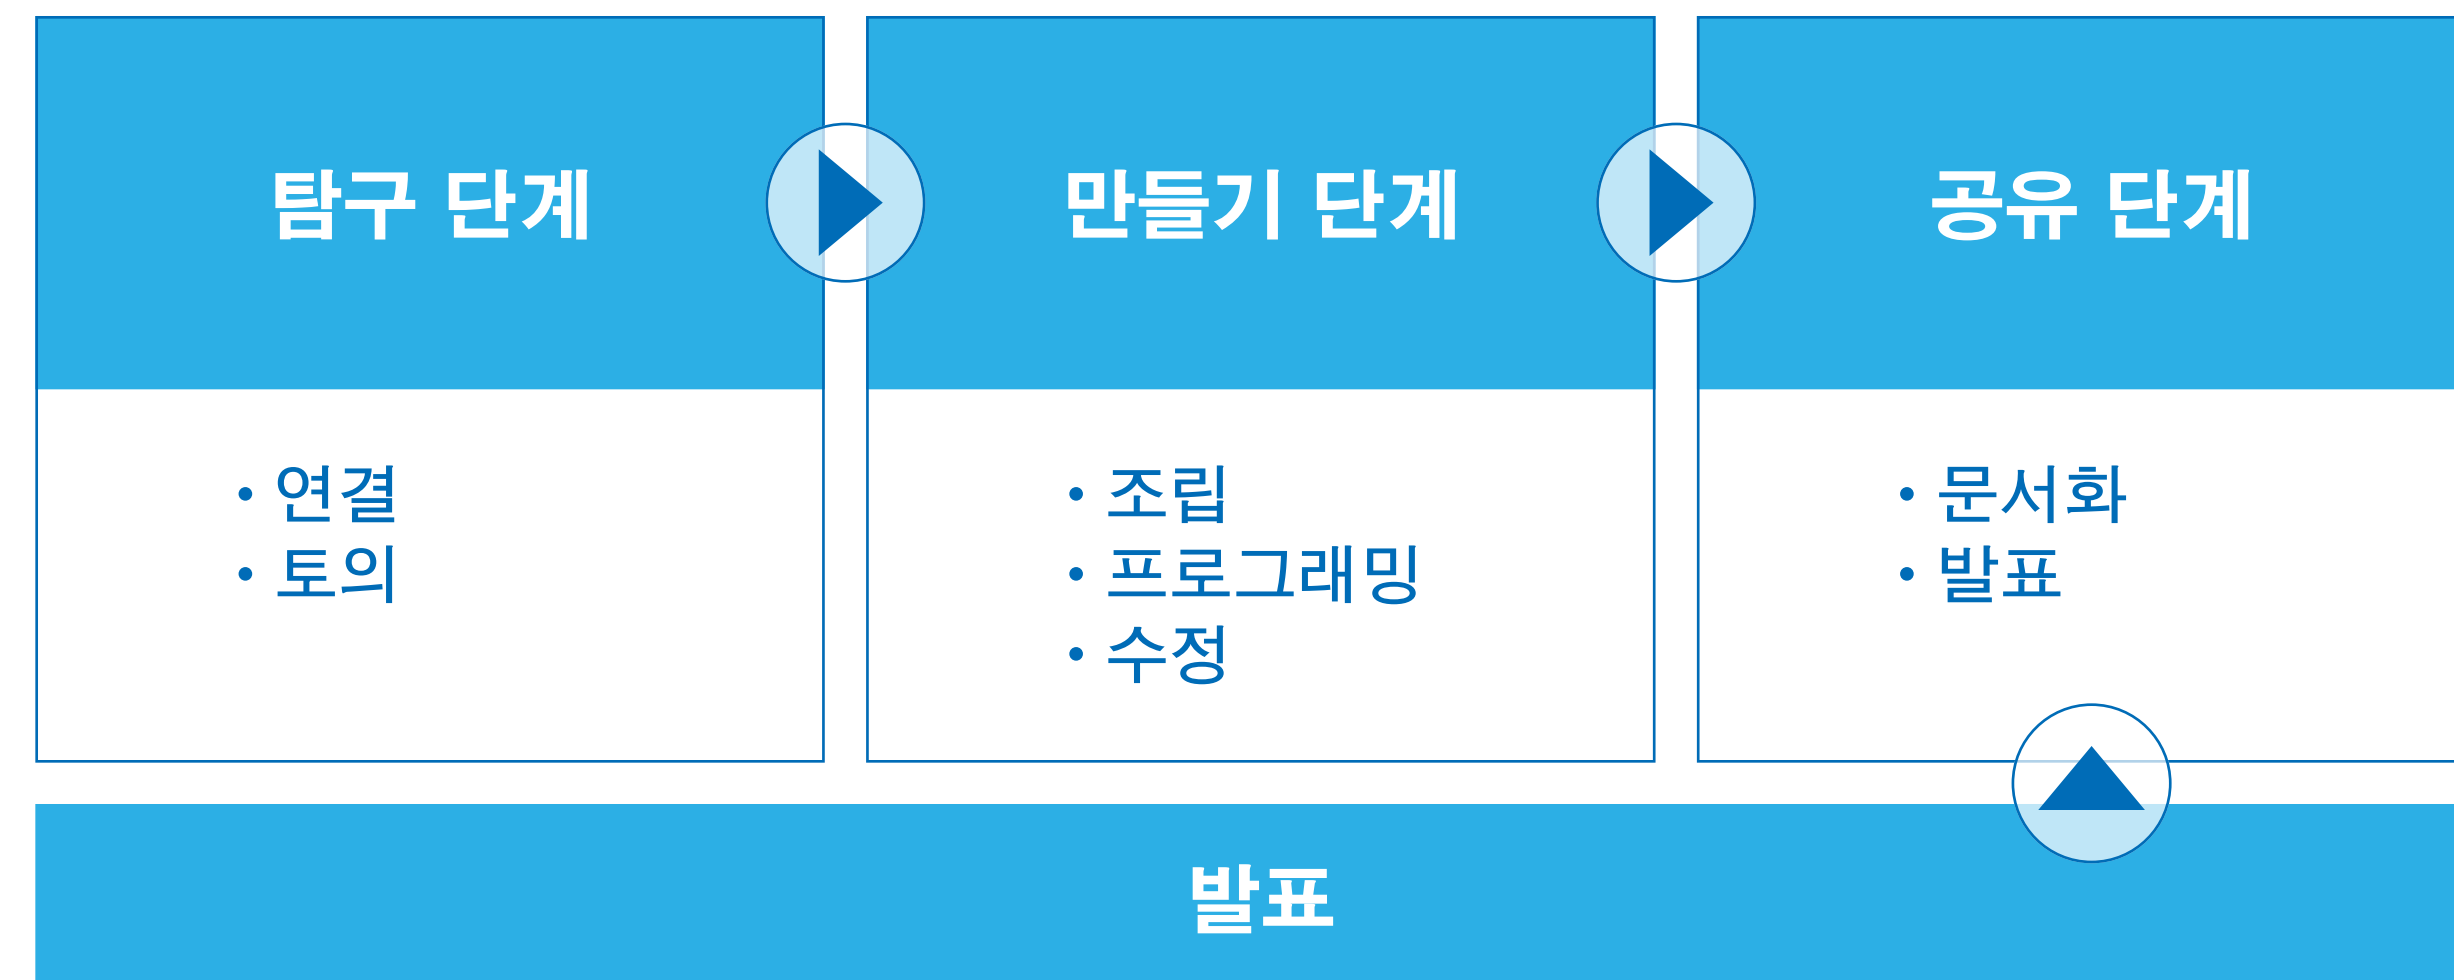 탐구 단계
만들기 단계
공유 단계
• 연결
• 토의
• 조립
• 프로그래밍
• 수정
• 문서화
• 발표
발표